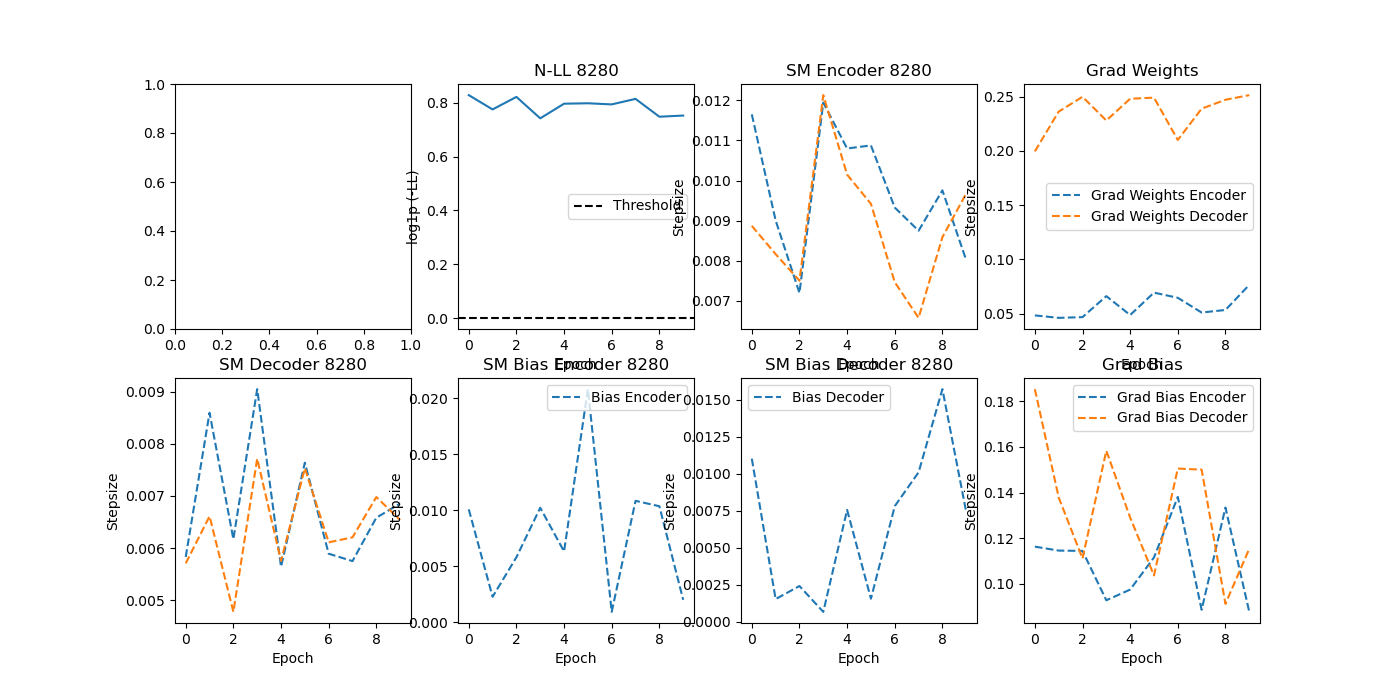 N-LL 8280
SM Encoder 8280
Grad Weights
1.0
0.8
0.6
0.4
0.2
0.0
0.0 0.2 0.4 0.6 0.8 1.0
log1p (-LL)
0.8
0.6
0.4
0.2
0.0
Threshold
0 2 4 6 8
Epoch
Stepsize
0.012
0.011
0.010
0.009
0.008
0.007
0 2 4 6 8
Epoch
Stepsize
0.25
0.20
0.15
0.10
0.05
Grad Weights Encoder
Grad Weights Decoder
0 2 4 6 8
Epoch
SM Decoder 8280
SM Bias Encoder 8280
SM Bias Decoder 8280
Grad Bias
Stepsize
0.009
0.008
0.007
0.006
0.005
0 2 4 6 8
Epoch
Stepsize
0.020
0.015
0.010
0.005
0.000
Bias Encoder
0 2 4 6 8
Epoch
Stepsize
0.0150
0.0125
0.0100
0.0075
0.0050
0.0025
0.0000
Bias Decoder
0 2 4 6 8
Epoch
Stepsize
0.18
0.16
0.14
0.12
0.10
Grad Bias Encoder
Grad Bias Decoder
0 2 4 6 8
Epoch